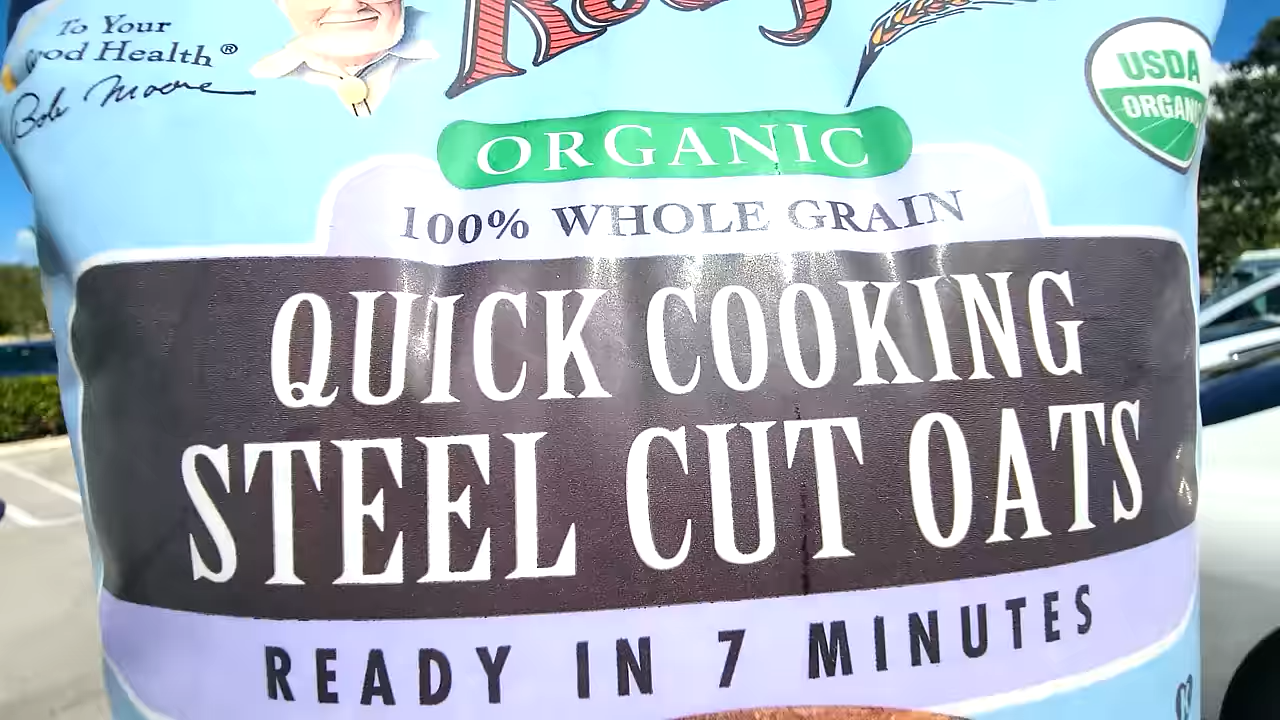 To Your
Good Health®
Bob Moore
Red's
USDA
ORGANIC
ORGANIC
100% WHOLE GRAIN
QUICK COOKING
STEEL CUT OATS
READY IN 7 MINUTES